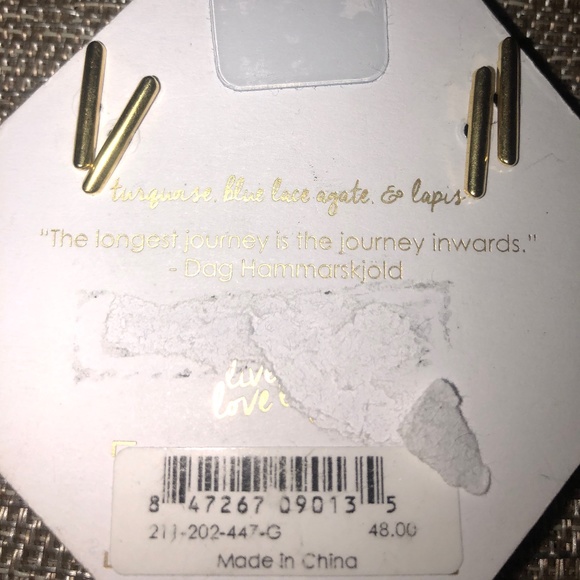 turquoise, blue lace agate, & lapis
“The longest journey is the journey inwards.”
- Dag Hammarskjöld
live
love
8 47267 09013 5
211-202-447-G 48.00
Made in China